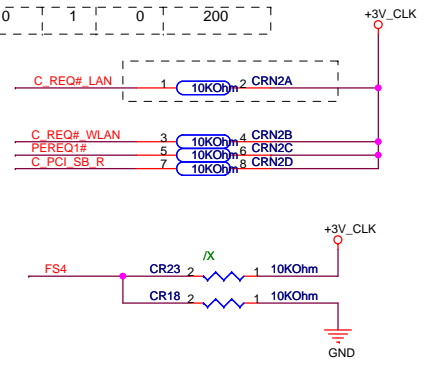 0 1 0 200
+3V_CLK
C_REQ#_LAN 1 10KOhm 2 CRN2A
C_REQ#_WLAN 3 10KOhm 4 CRN2B
PEREQ1# 5 10KOhm 6 CRN2C
C_PCI_SB_R 7 10KOhm 8 CRN2D
+3V_CLK
/X
FS4 CR23 2 1 10KOhm
CR18 2 1 10KOhm
GND